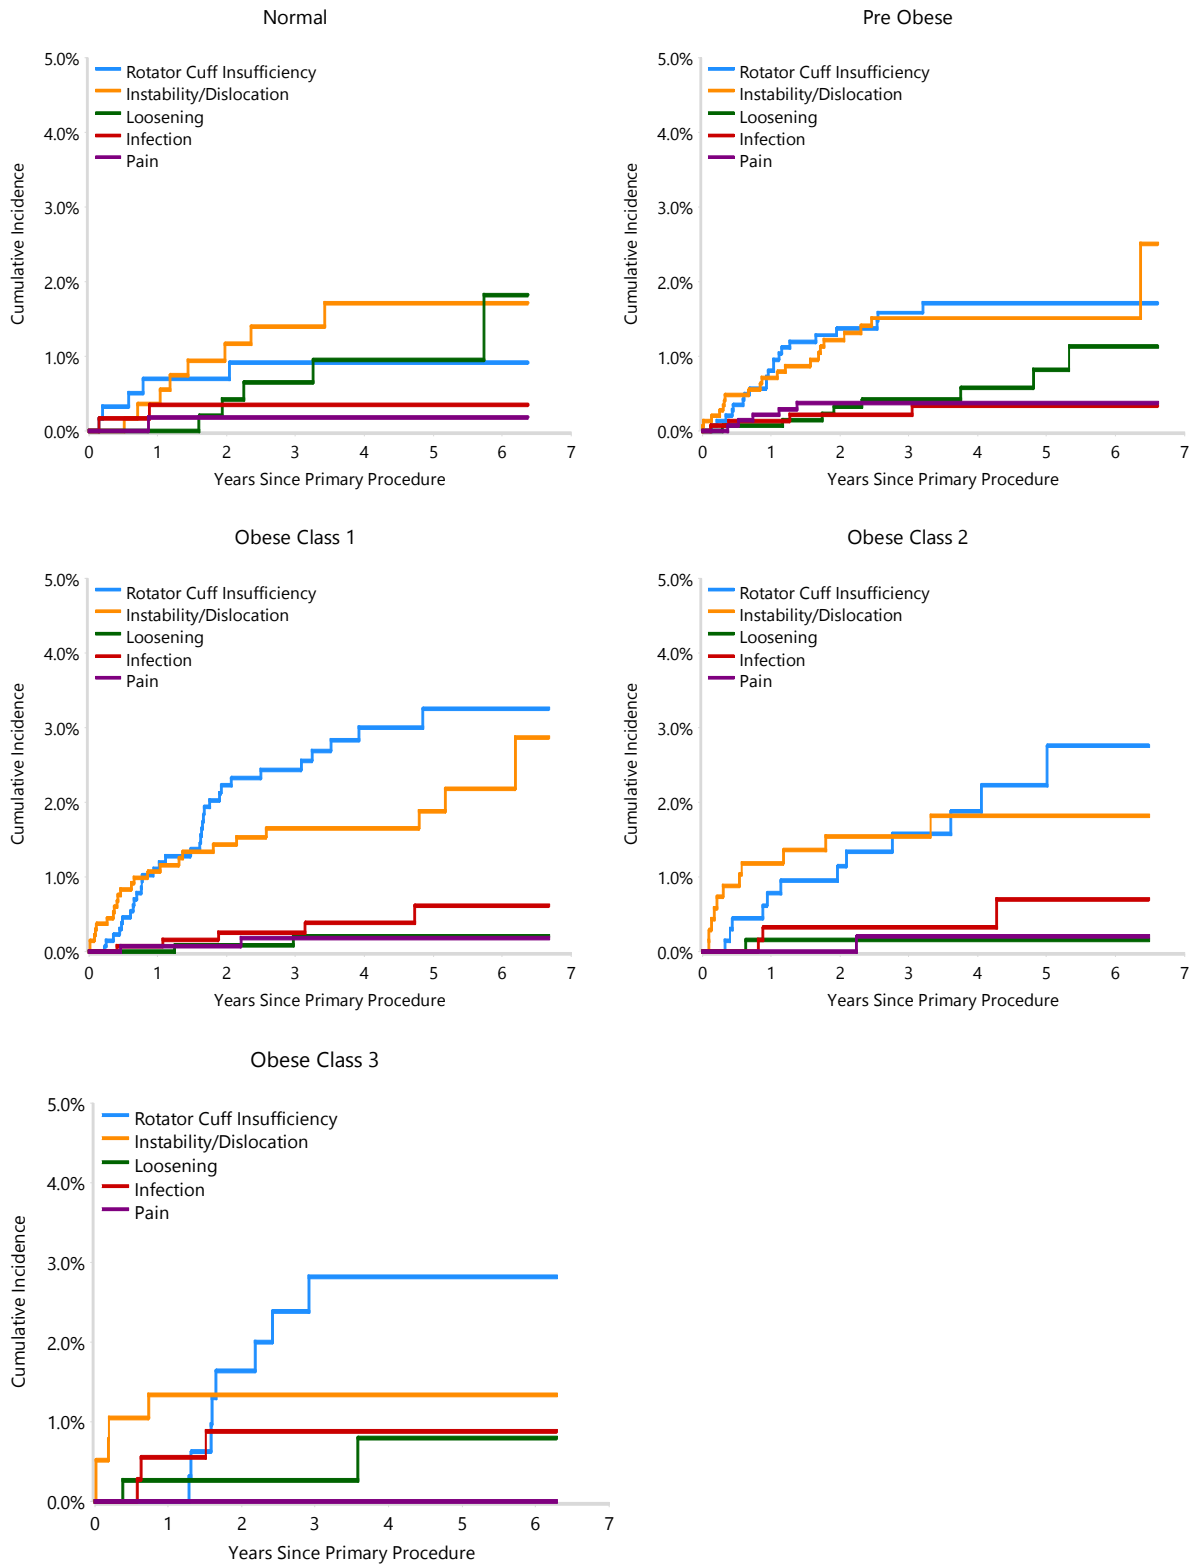 Normal
5.0%
4.0%
3.0%
2.0%
1.0%
0.0%
Cumulative Incidence
Rotator Cuff Insufficiency
Instability/Dislocation
Loosening
Infection
Pain
0 1 2 3 4 5 6 7
Years Since Primary Procedure
Pre Obese
5.0%
4.0%
3.0%
2.0%
1.0%
0.0%
Cumulative Incidence
Rotator Cuff Insufficiency
Instability/Dislocation
Loosening
Infection
Pain
0 1 2 3 4 5 6 7
Years Since Primary Procedure
Obese Class 1
5.0%
4.0%
3.0%
2.0%
1.0%
0.0%
Cumulative Incidence
Rotator Cuff Insufficiency
Instability/Dislocation
Loosening
Infection
Pain
0 1 2 3 4 5 6 7
Years Since Primary Procedure
Obese Class 2
5.0%
4.0%
3.0%
2.0%
1.0%
0.0%
Cumulative Incidence
Rotator Cuff Insufficiency
Instability/Dislocation
Loosening
Infection
Pain
0 1 2 3 4 5 6 7
Years Since Primary Procedure
Obese Class 3
5.0%
4.0%
3.0%
2.0%
1.0%
0.0%
Cumulative Incidence
Rotator Cuff Insufficiency
Instability/Dislocation
Loosening
Infection
Pain
0 1 2 3 4 5 6 7
Years Since Primary Procedure